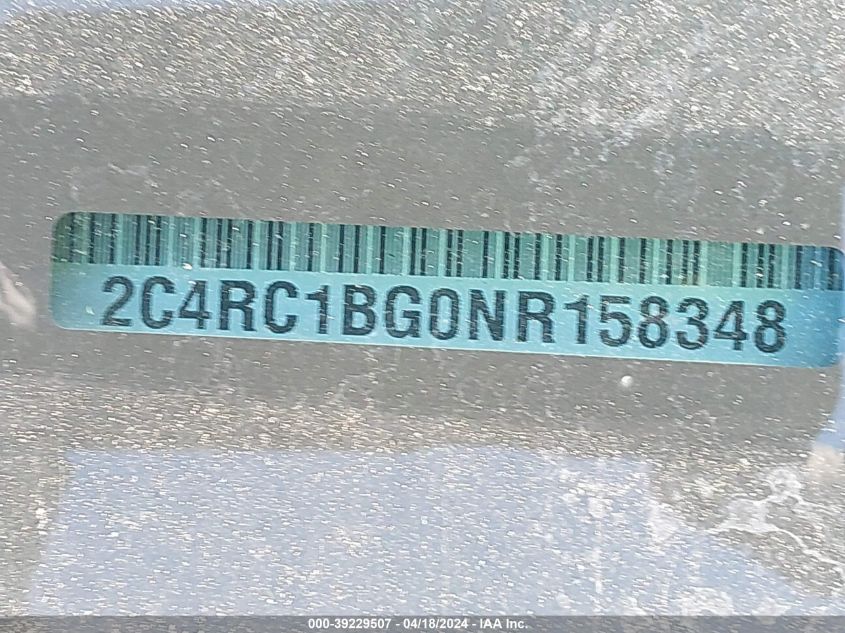 2C4RC1BG0NR158348
000-39229507 - 04/18/2024 - IAA Inc.